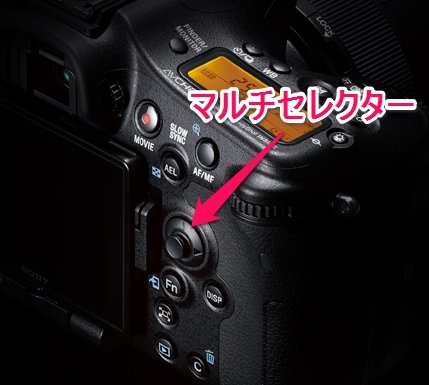 FINDER/
MONITOR
LOCK
AVCHD
WB
マルチセレクター
SLOW
SYNC
MOVIE
AEL
AF/MF
SONY
Fn
DISP
C